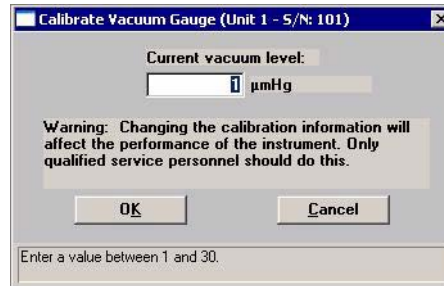 Calibrate Vacuum Gauge (Unit 1 - S/N: 101)
Current vacuum level:
1 µmHg
Warning: Changing the calibration information will
affect the performance of the instrument. Only
qualified service personnel should do this.
OK Cancel
Enter a value between 1 and 30.